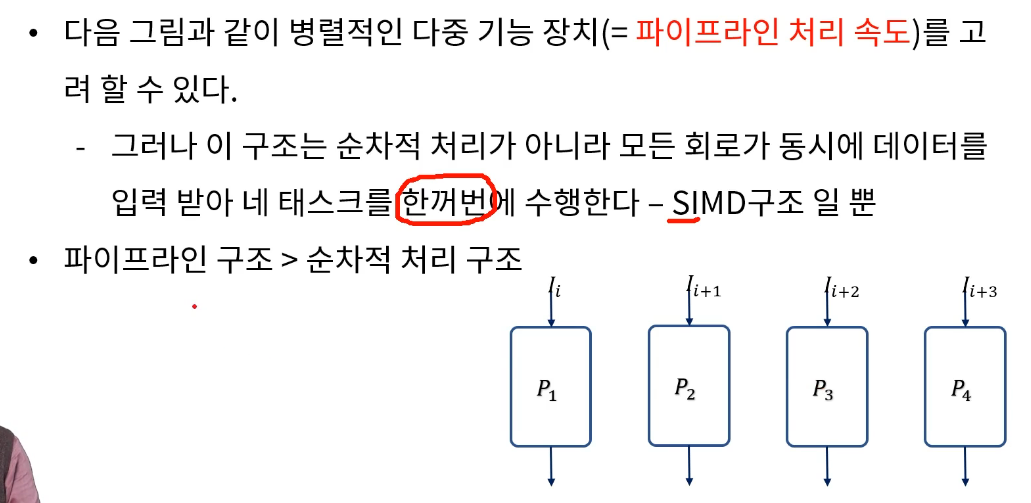 • 다음 그림과 같이 병렬적인 다중 기능 장치(= 파이프라인 처리 속도)를 고
려 할 수 있다.
- 그러나 이 구조는 순차적 처리가 아니라 모든 회로가 동시에 데이터를
입력 받아 네 태스크를 한꺼번에 수행한다 – SIMD구조 일 뿐
• 파이프라인 구조 > 순차적 처리 구조
I_i I_{i+1} I_{i+2} I_{i+3}
P_1 P_2 P_3 P_4